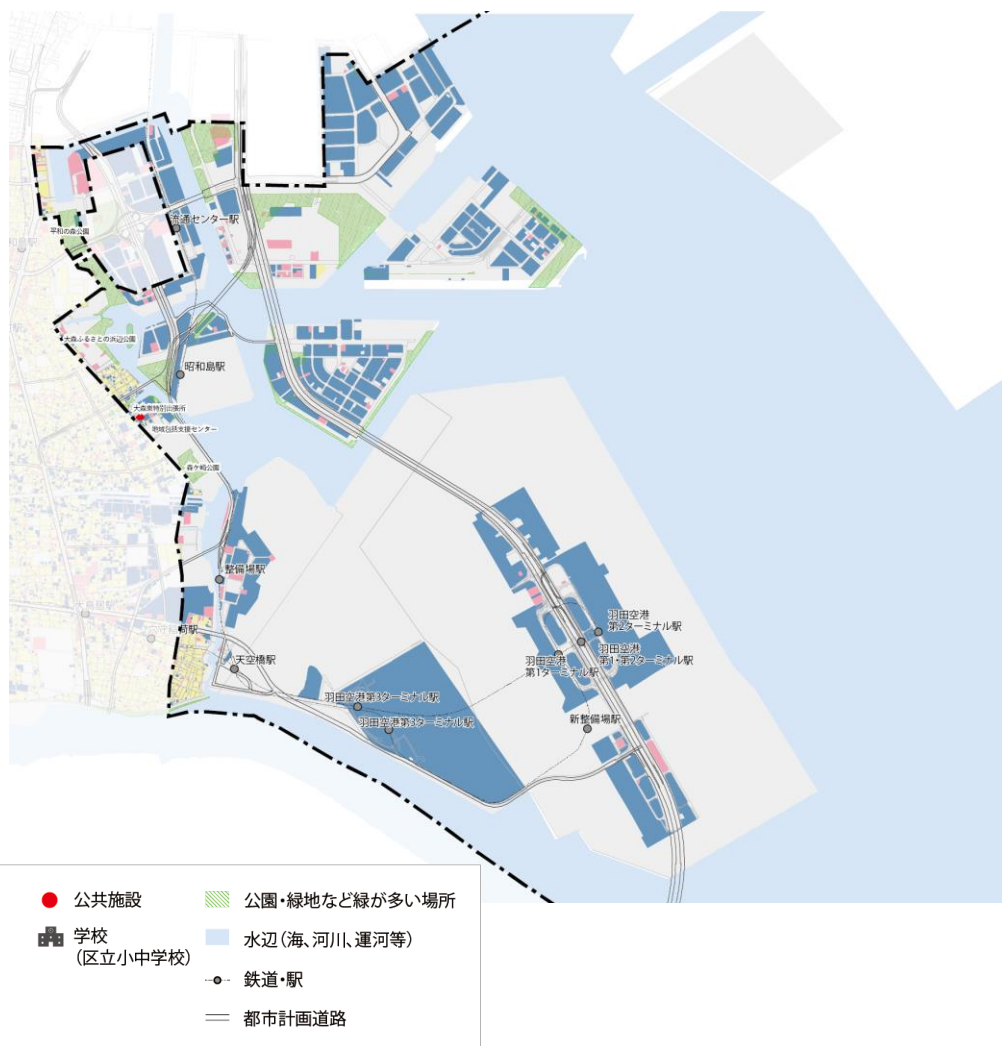 流通センター駅
平和の森公園
大森ふるさとの浜辺公園
昭和島駅
大森東特別出張所
地域包括支援センター
森ケ崎公園
整備場駅
羽田空港
第2ターミナル駅
羽田空港
第1・第2ターミナル駅
羽田空港
第1ターミナル駅
天空橋駅
羽田空港第3ターミナル駅
羽田空港第3ターミナル駅
新整備場駅
公共施設
学校
(区立小中学校)
公園・緑地など緑が多い場所
水辺(海、河川、運河等)
鉄道・駅
都市計画道路